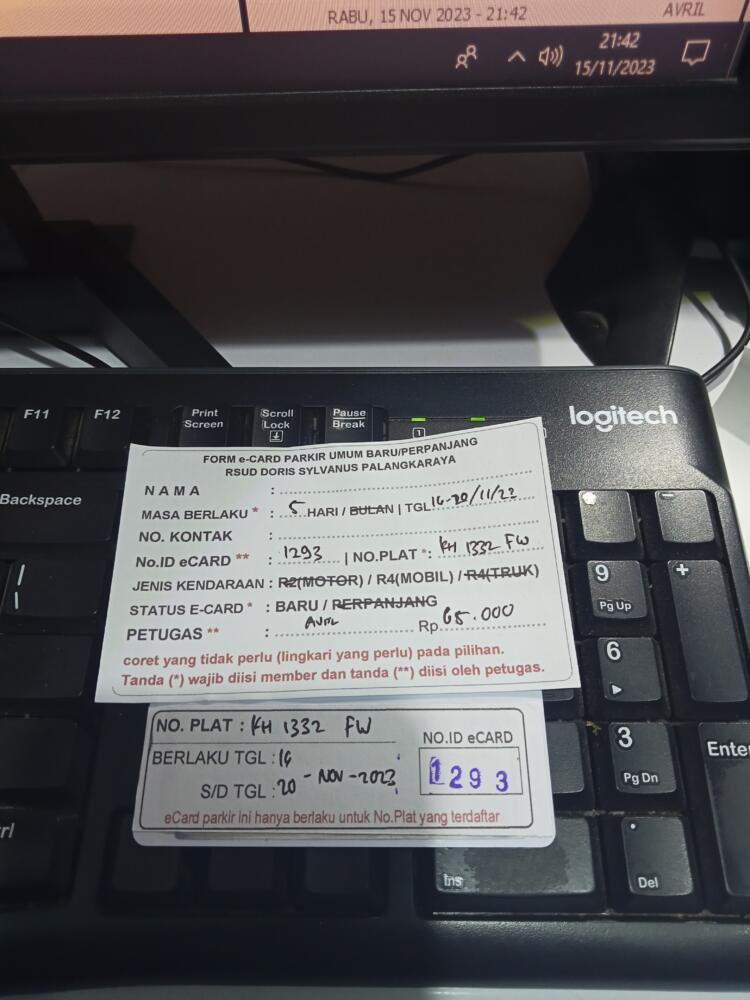 RABU, 15 NOV 2023 - 21:42 AVRIL
21:42
15/11/2023
F11 F12 Print Screen Scroll Lock Pause Break 1 logitech
Backspace
FORM e-CARD PARKIR UMUM BARU/PERPANJANG
RSUD DORIS SYLVANUS PALANGKARAYA
NAMA :
MASA BERLAKU * : 5 HARI / BULAN | TGL 16-20/11/23
NO. KONTAK :
No.ID eCARD ** : 1293 | NO.PLAT *: KH 1332 FW
JENIS KENDARAAN : R2(MOTOR) / R4(MOBIL) / R4(TRUK)
STATUS E-CARD * : BARU / PERPANJANG
PETUGAS ** : AVRIL Rp 65.000
coret yang tidak perlu (lingkari yang perlu) pada pilihan.
Tanda (*) wajib diisi member dan tanda (**) diisi oleh petugas.
NO. PLAT : KH 1332 FW
NO.ID eCARD
BERLAKU TGL : 16
1293
S/D TGL : 20 - NOV - 2023
eCard parkir ini hanya berlaku untuk No.Plat yang terdaftar
- +
9
Pg Up
6
3
Pg Dn
Enter
Ins
.
Del